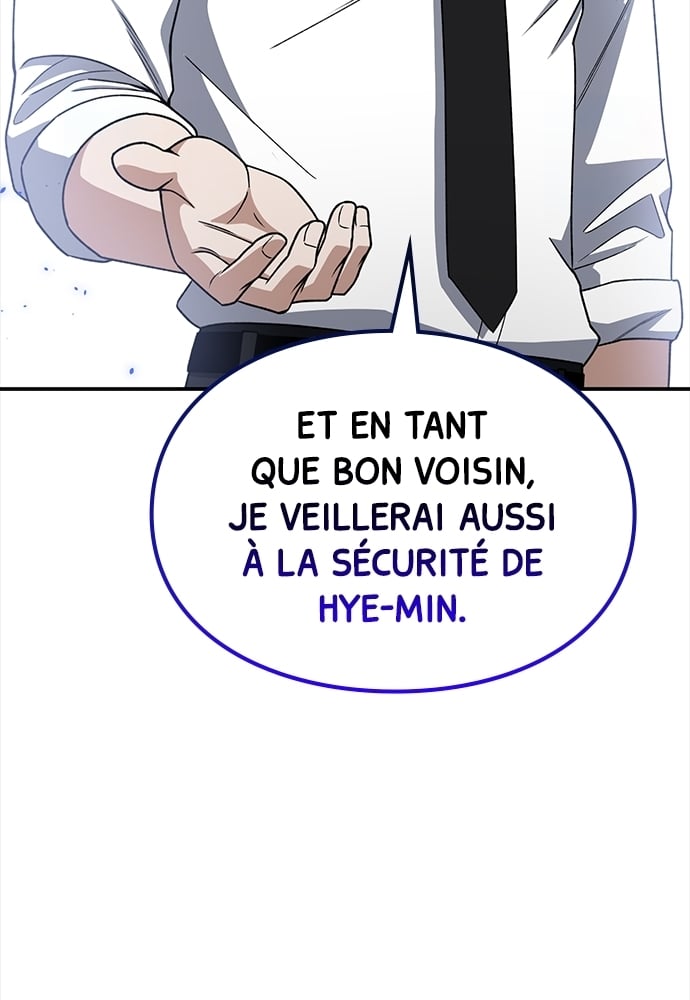 ET EN TANT
QUE BON VOISIN,
JE VEILLERAI AUSSI
À LA SÉCURITÉ DE
HYE-MIN.